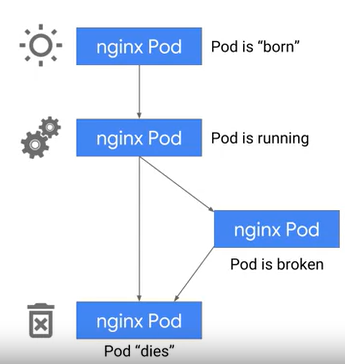 nginx Pod
Pod is “born”
nginx Pod
Pod is running
nginx Pod
Pod is broken
nginx Pod
Pod “dies”